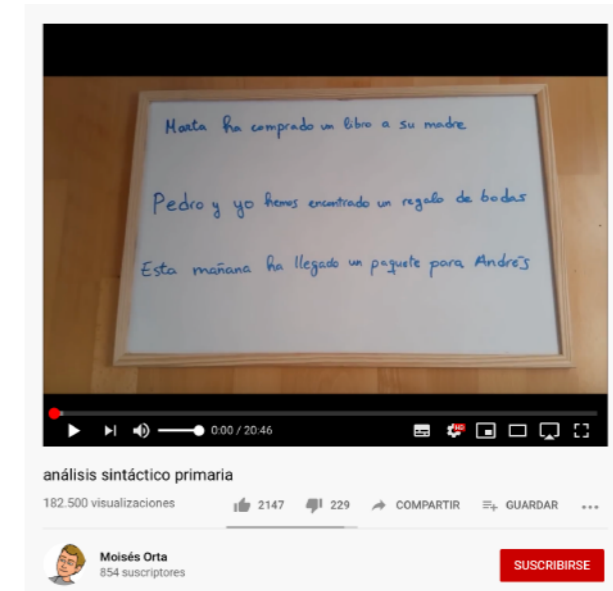 Marta ha comprado un libro a su madre
Pedro y yo hemos encontrado un regalo de bodas
Esta mañana ha llegado un paquete para Andrés
0:00 / 20:46
HD
análisis sintáctico primaria
182.500 visualizaciones
2147
229
COMPARTIR
GUARDAR
Moisés Orta
854 suscriptores
SUSCRIBIRSE